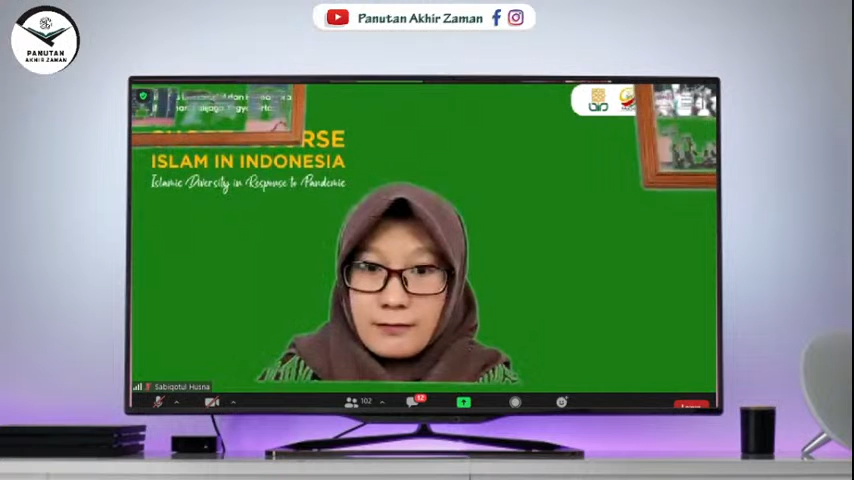 PANUTAN
AKHIR ZAMAN
Panutan Akhir Zaman
RSE
ISLAM IN INDONESIA
Islamic Diversity in Response to Pandemic
Sabiqotul Husna
102
12